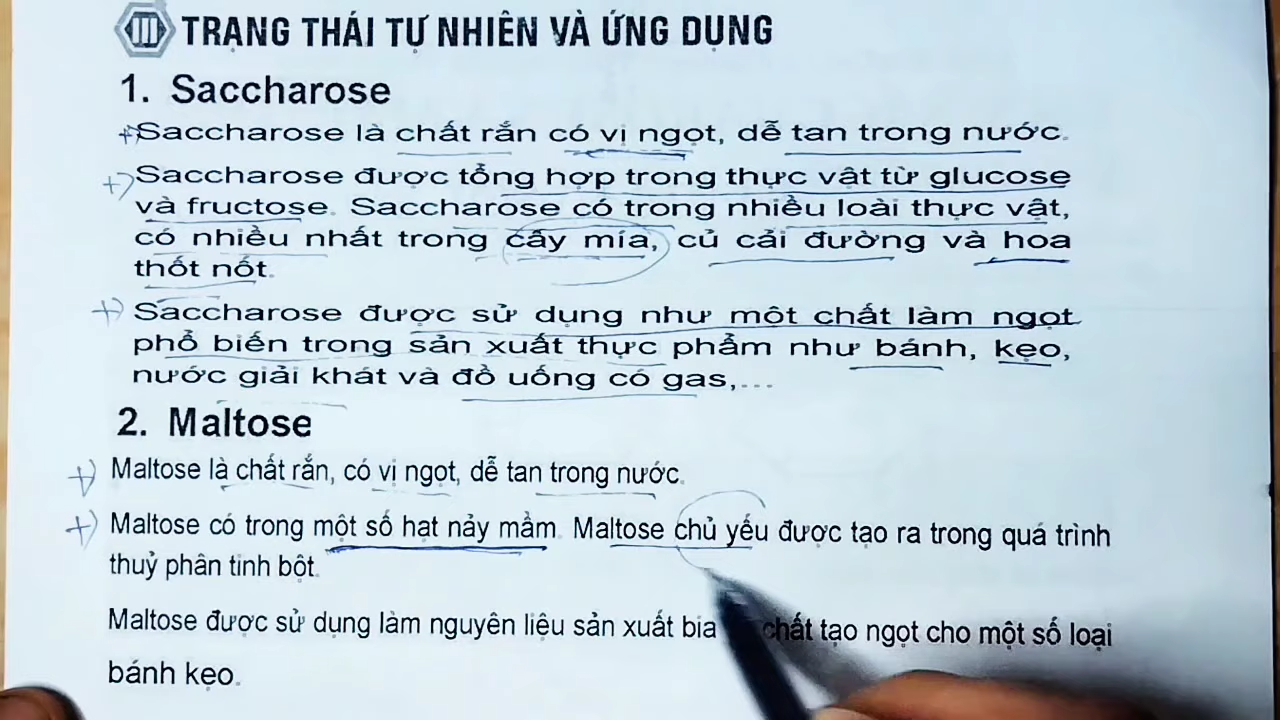 III TRẠNG THÁI TỰ NHIÊN VÀ ỨNG DỤNG
1. Saccharose
+) Saccharose là chất rắn có vị ngọt, dễ tan trong nước.
+) Saccharose được tổng hợp trong thực vật từ glucose
và fructose. Saccharose có trong nhiều loài thực vật,
có nhiều nhất trong cây mía, củ cải đường và hoa
thốt nốt.
+) Saccharose được sử dụng như một chất làm ngọt
phổ biến trong sản xuất thực phẩm như bánh, kẹo,
nước giải khát và đồ uống có gas,...
2. Maltose
+) Maltose là chất rắn, có vị ngọt, dễ tan trong nước.
+) Maltose có trong một số hạt nảy mầm. Maltose chủ yếu được tạo ra trong quá trình
thuỷ phân tinh bột.
Maltose được sử dụng làm nguyên liệu sản xuất bia chất tạo ngọt cho một số loại
bánh kẹo.